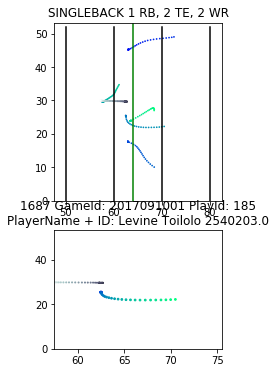 SINGLEBACK 1 RB, 2 TE, 2 WR
50
40
30
20
10
0
50 60 70 80
1687 GameId: 2017091001 PlayId: 185
PlayerName + ID: Levine Toilolo 2540203.0
40
20
0
60 65 70 75